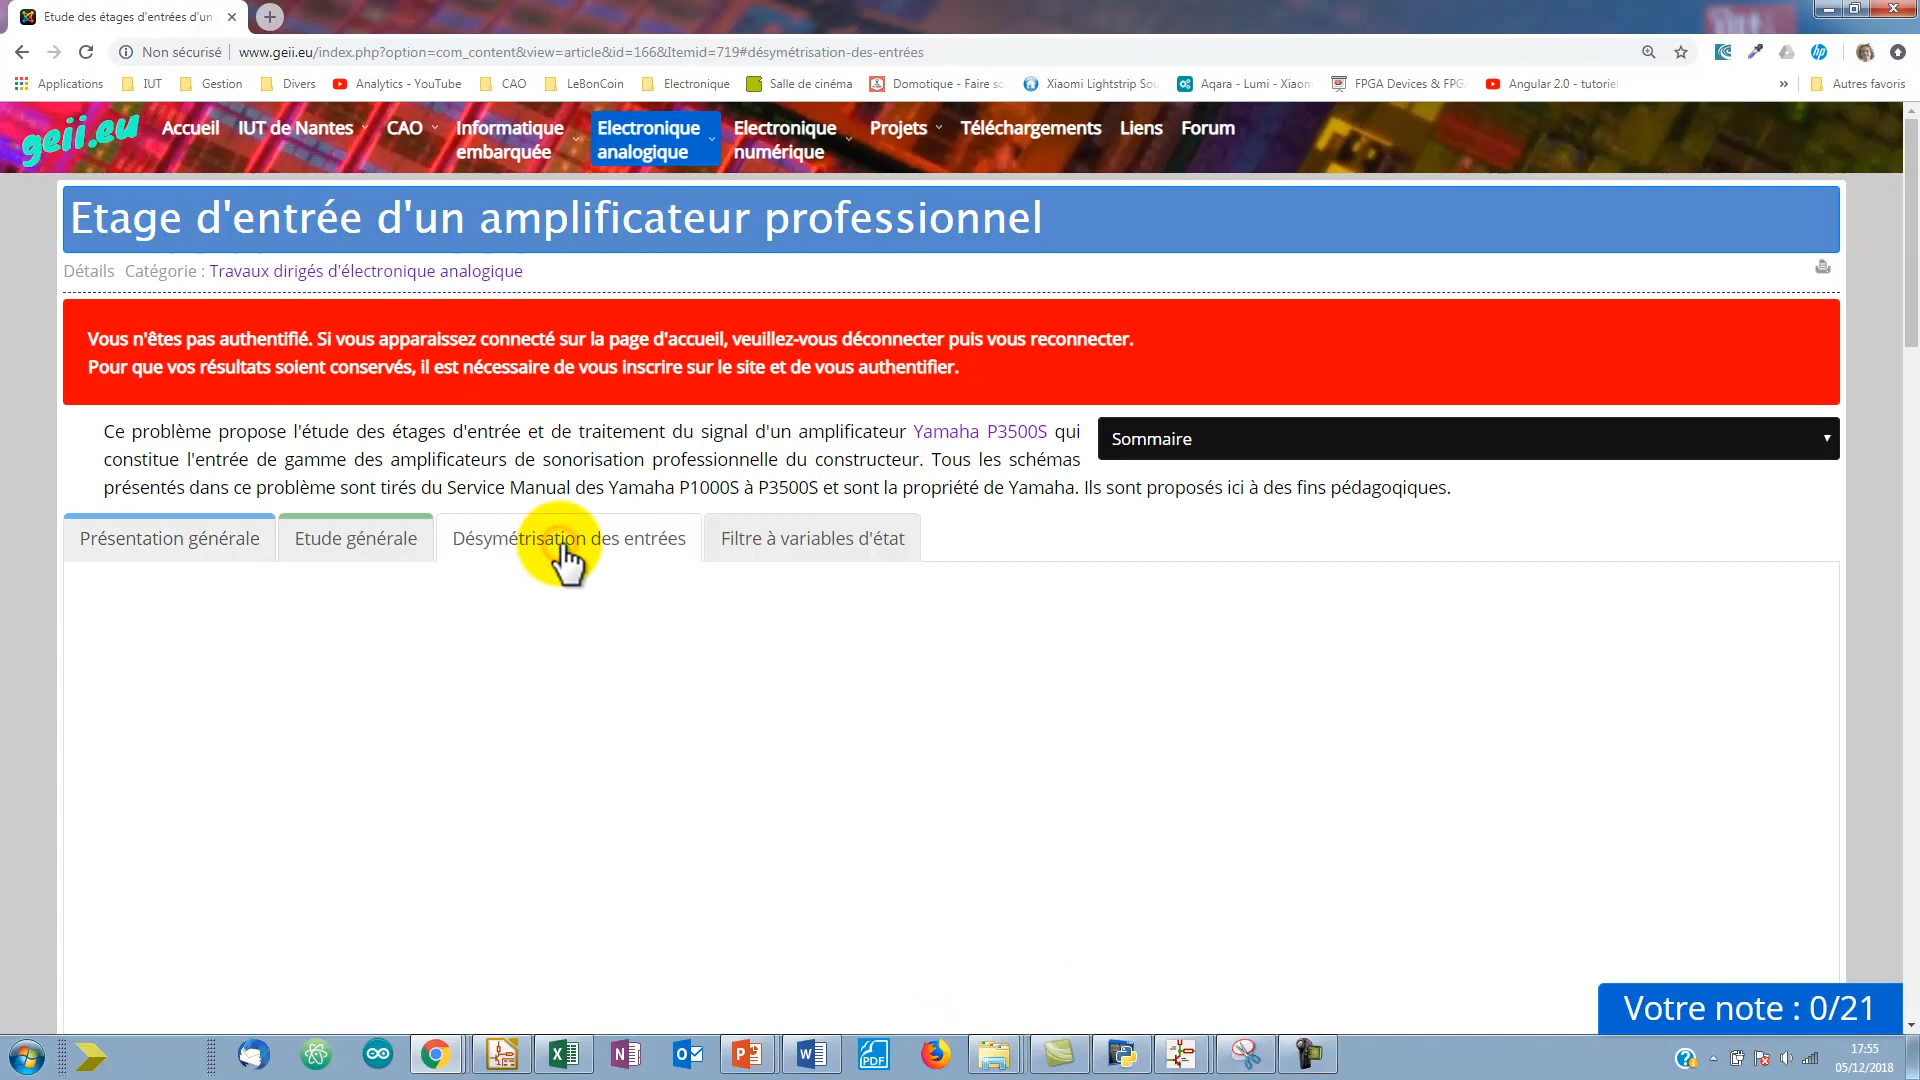 Etude des étages d'entrées d'un
Non sécurisé | www.geii.eu/index.php?option=com_content&view=article&id=166&Itemid=719#désymétrisation-des-entrées
Applications IUT Gestion Divers Analytics - YouTube CAO LeBonCoin Electronique Salle de cinéma Domotique - Faire sc Xiaomi Lightstrip Sou Aqara - Lumi - Xiaom FPGA Devices & FPG Angular 2.0 - tutoriel » Autres favoris
geii.eu Accueil IUT de Nantes CAO Informatique embarquée Electronique analogique Electronique numérique Projets Téléchargements Liens Forum
Etage d'entrée d'un amplificateur professionnel
Détails Catégorie : Travaux dirigés d'électronique analogique
Vous n'êtes pas authentifié. Si vous apparaissez connecté sur la page d'accueil, veuillez-vous déconnecter puis vous reconnecter.
Pour que vos résultats soient conservés, il est nécessaire de vous inscrire sur le site et de vous authentifier.
Ce problème propose l'étude des étages d'entrée et de traitement du signal d'un amplificateur Yamaha P3500S qui
Sommaire
constitue l'entrée de gamme des amplificateurs de sonorisation professionnelle du constructeur. Tous les schémas
présentés dans ce problème sont tirés du Service Manual des Yamaha P1000S à P3500S et sont la propriété de Yamaha. Ils sont proposés ici à des fins pédagoqiques.
Présentation générale Etude générale Désymétrisation des entrées Filtre à variables d'état
Votre note : 0/21
17:55
05/12/2018